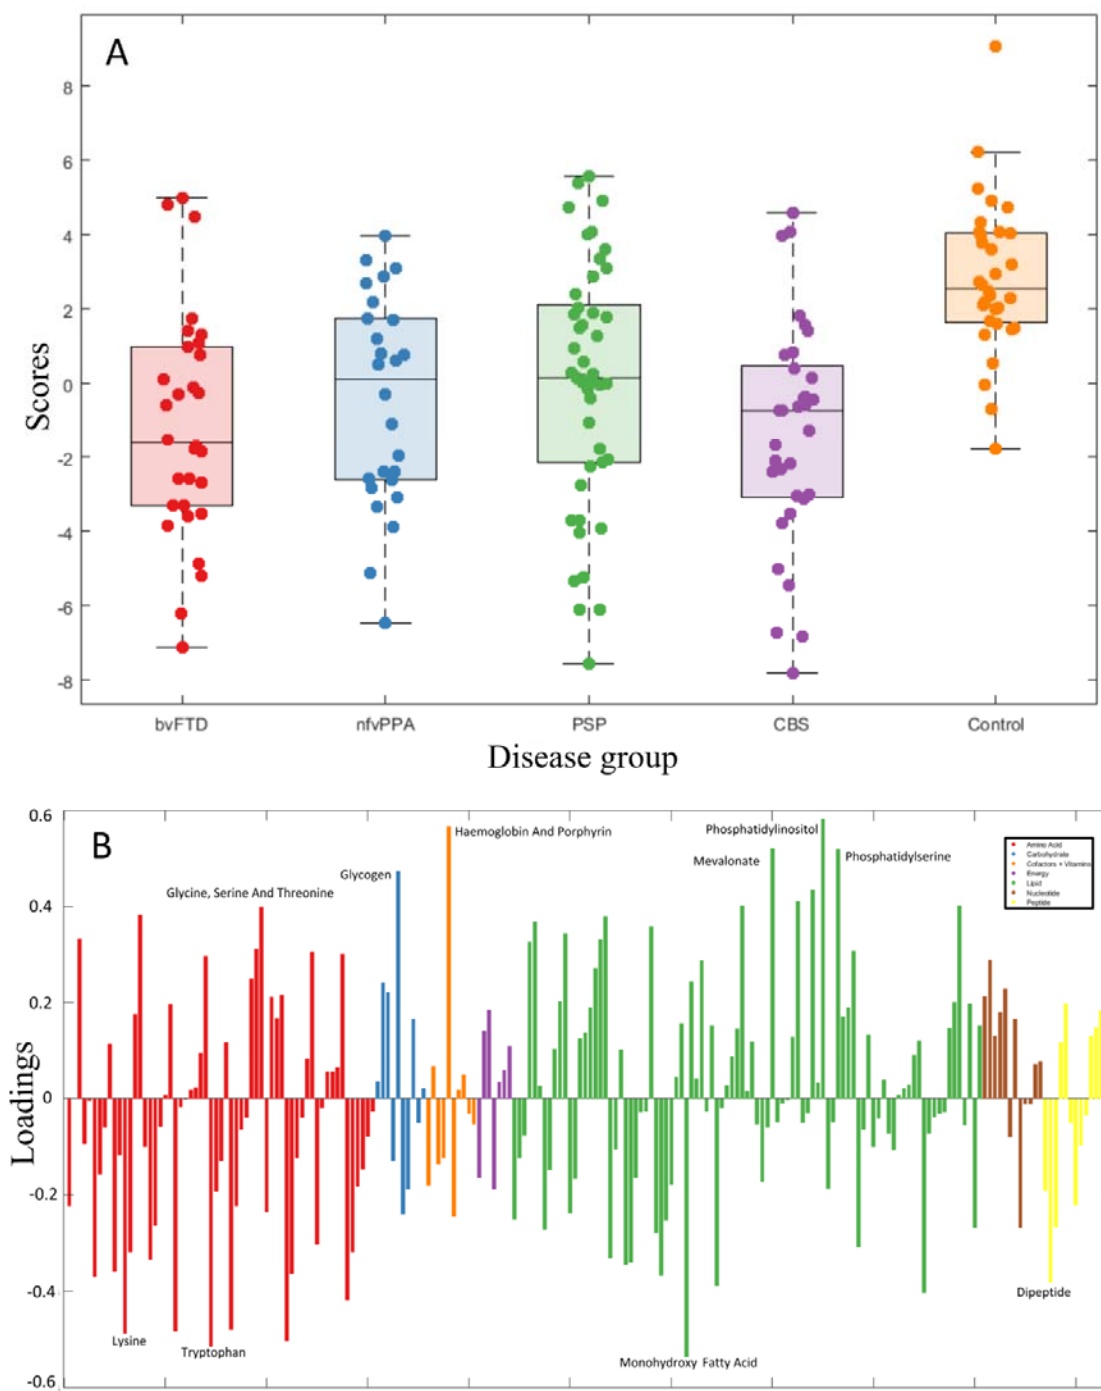 A
8
6
4
2
0
-2
-4
-6
-8
Scores
bvFTD nfvPPA PSP CBS Control
Disease group
B
0.6
0.4
0.2
0
-0.2
-0.4
-0.6
Loadings
Haemoglobin And Porphyrin
Phosphatidylinositol
Mevalonate
Phosphatidylserine
Glycogen
Glycine, Serine And Threonine
Amino Acid
Carbohydrate
Cofactors + Vitamins
Energy
Lipid
Nucleotide
Peptide
Lysine
Tryptophan
Monohydroxy Fatty Acid
Dipeptide